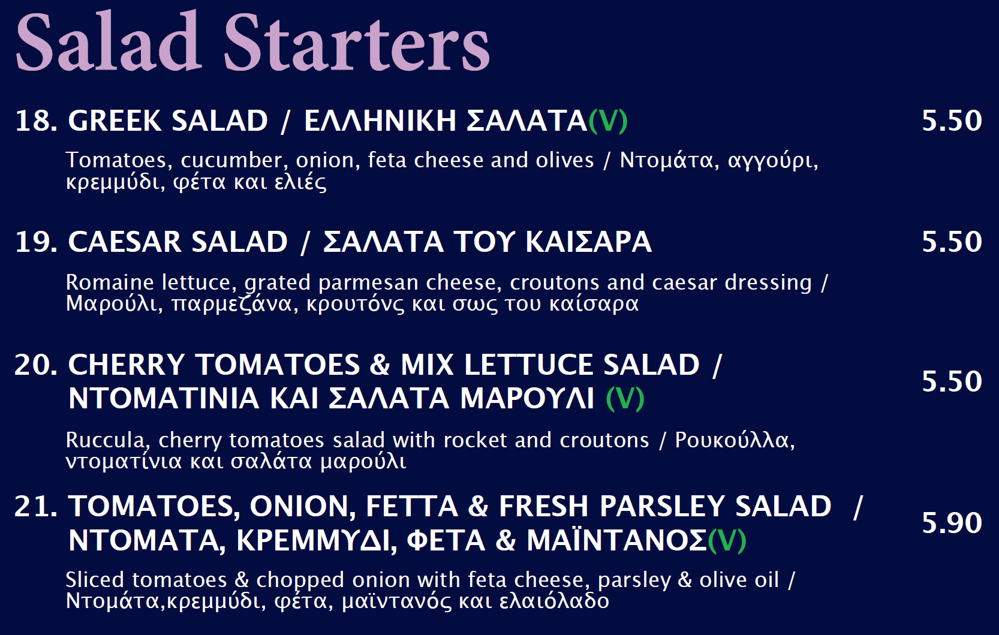 Salad Starters
18. GREEK SALAD / ΕΛΛΗΝΙΚΗ ΣΑΛΑΤΑ(V) 5.50
Tomatoes, cucumber, onion, feta cheese and olives / Ντομάτα, αγγούρι,
κρεμμύδι, φέτα και ελιές
19. CAESAR SALAD / ΣΑΛΑΤΑ ΤΟΥ ΚΑΙΣΑΡΑ 5.50
Romaine lettuce, grated parmesan cheese, croutons and caesar dressing /
Μαρούλι, παρμεζάνα, κρουτόνς και σως του καίσαρα
20. CHERRY TOMATOES & MIX LETTUCE SALAD /
ΝΤΟΜΑΤΙΝΙΑ ΚΑΙ ΣΑΛΑΤΑ ΜΑΡΟΥΛΙ (V) 5.50
Ruccula, cherry tomatoes salad with rocket and croutons / Ρουκούλλα,
ντοματίνια και σαλάτα μαρούλι
21. TOMATOES, ONION, FETTA & FRESH PARSLEY SALAD /
ΝΤΟΜΑΤΑ, ΚΡΕΜΜΥΔΙ, ΦΕΤΑ & ΜΑΪΝΤΑΝΟΣ(V) 5.90
Sliced tomatoes & chopped onion with feta cheese, parsley & olive oil /
Ντομάτα,κρεμμύδι, φέτα, μαϊντανός και ελαιόλαδο